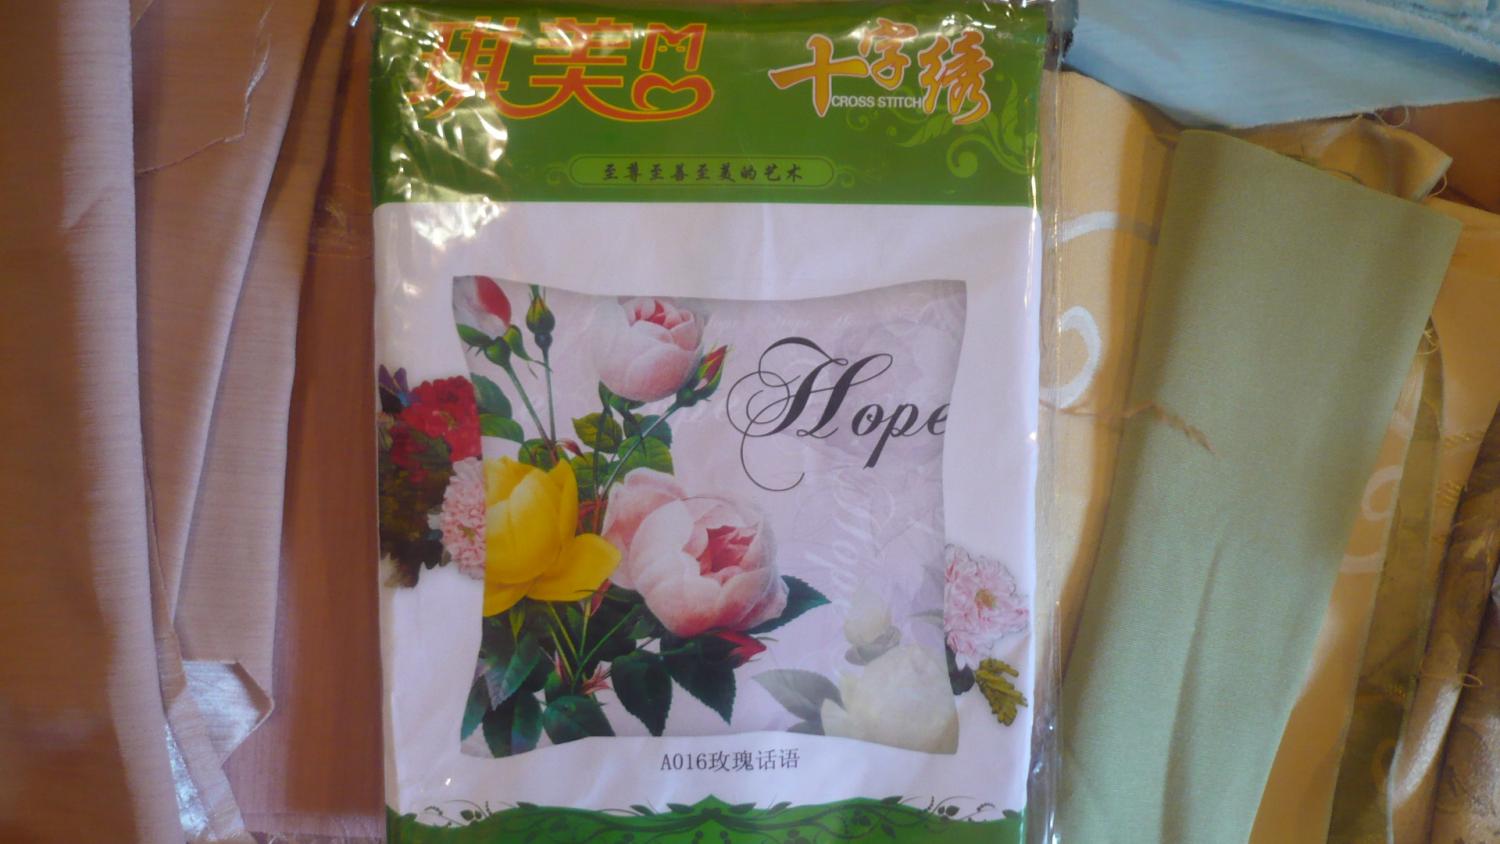 琪美
十字绣
CROSS STITCH
至尊至善至美的艺术
Hope
A016玫瑰话语